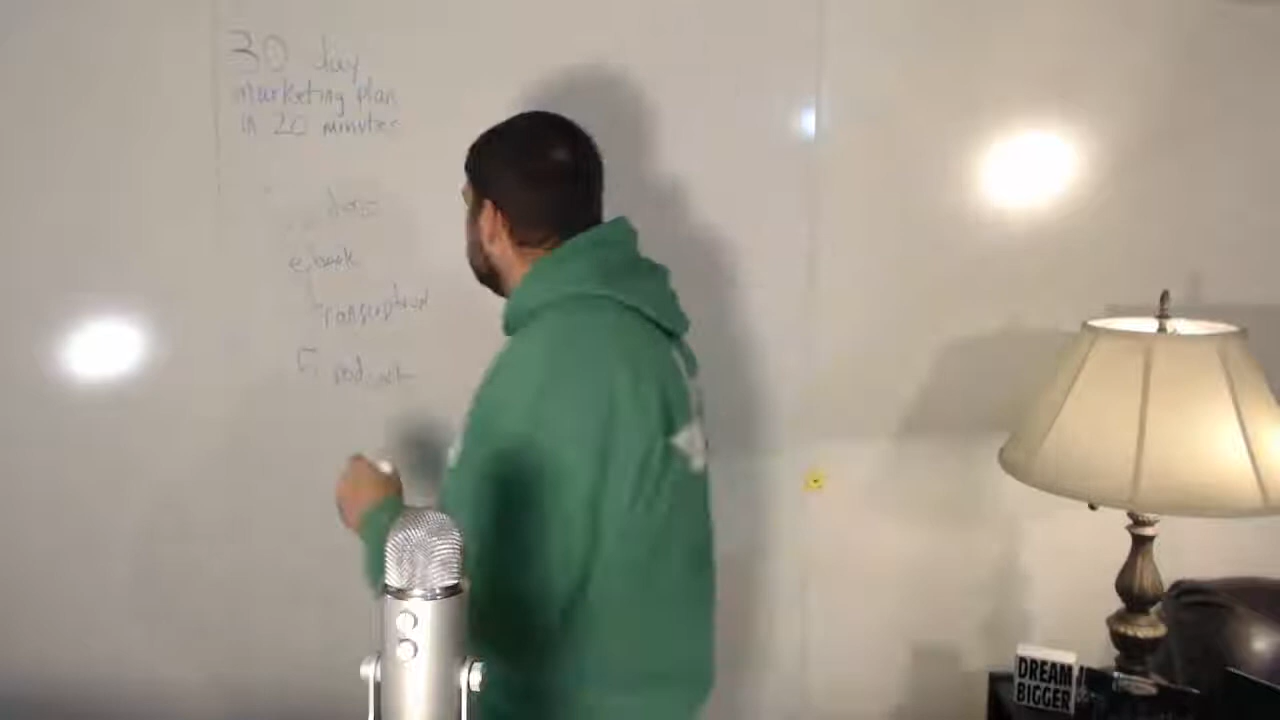 30 day
marketing plan
in 20 minutes
ebook
Transcription
podcast
DREAM
BIGGER